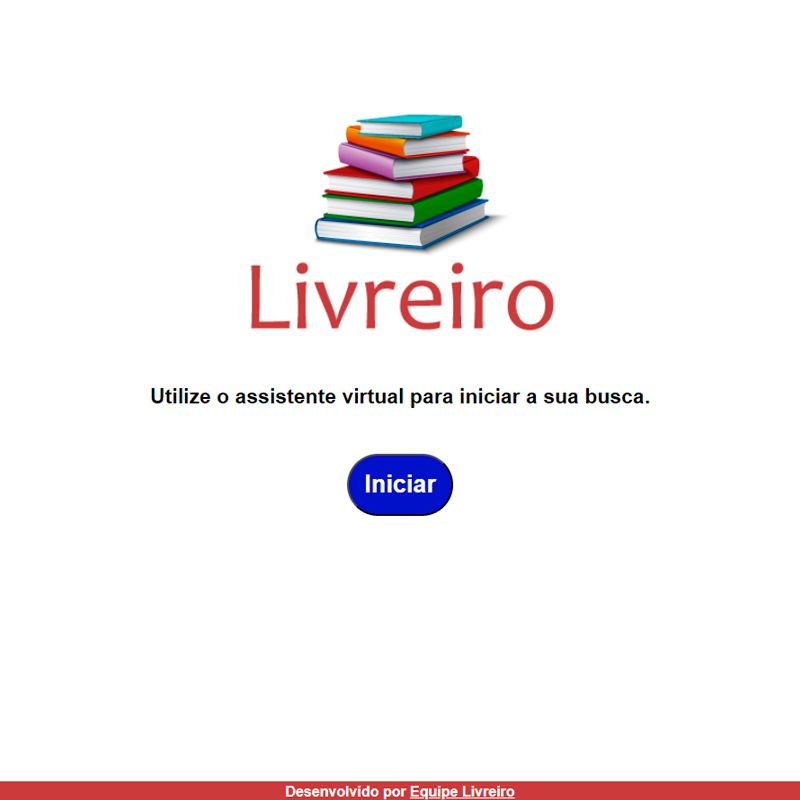 Livreiro
Utilize o assistente virtual para iniciar a sua busca.
Iniciar
Desenvolvido por Equipe Livreiro